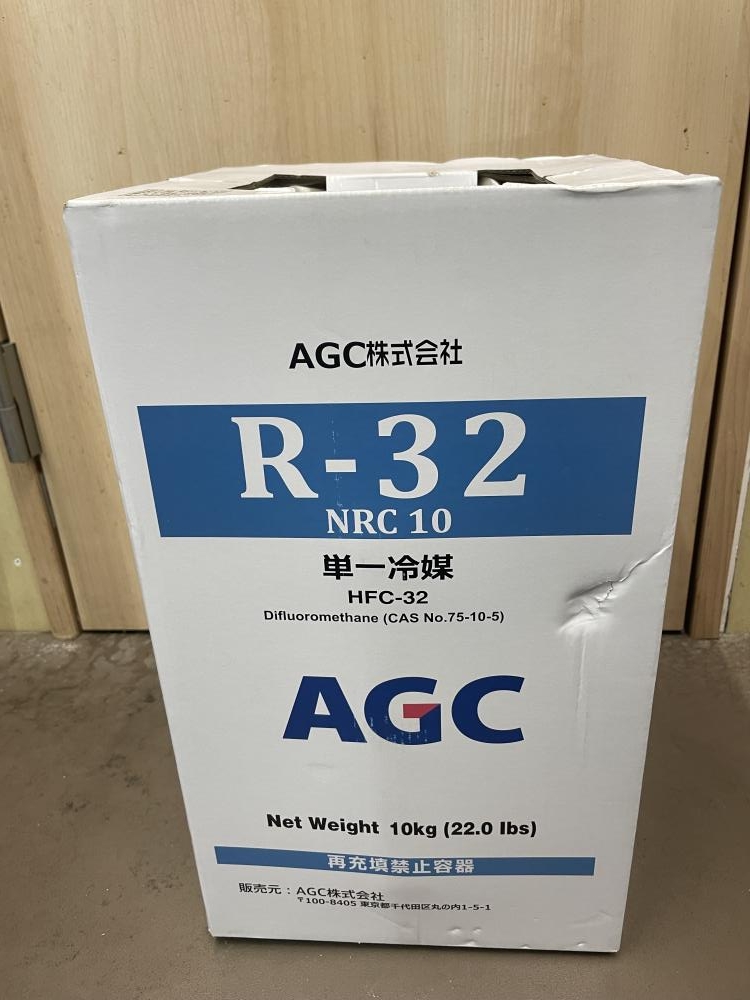 AGC株式会社
R-32
NRC 10
単一冷媒
HFC-32
Difluoromethane (CAS No.75-10-5)
AGC
Net Weight 10kg (22.0 lbs)
再充填禁止容器
販売元：AGC株式会社
〒100-8405 東京都千代田区丸の内1-5-1